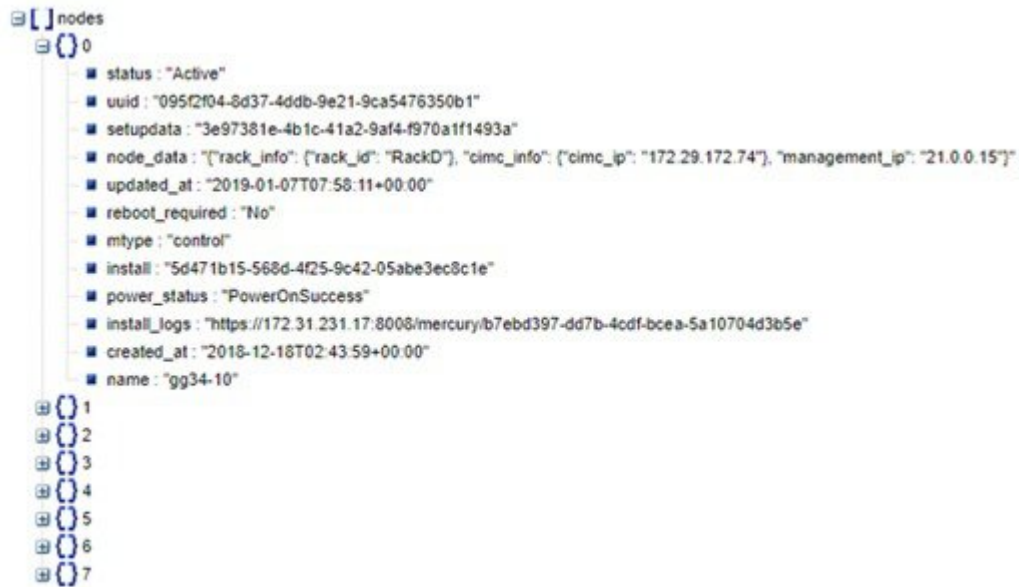 [ ] nodes
{ } 0
status : "Active"
uuid : "095f2f04-8d37-4ddb-9e21-9ca5476350b1"
setupdata : "3e97381e-4b1c-41a2-9af4-f970a1f1493a"
node_data : "{"rack_info": {"rack_id": "RackD"}, "cimc_info": {"cimc_ip": "172.29.172.74"}, "management_ip": "21.0.0.15"}"
updated_at : "2019-01-07T07:58:11+00:00"
reboot_required : "No"
mtype : "control"
install : "5d471b15-568d-4f25-9c42-05abe3ec8c1e"
power_status : "PowerOnSuccess"
install_logs : "https://172.31.231.17:8008/mercury/b7ebd397-dd7b-4cdf-bcea-5a10704d3b5e"
created_at : "2018-12-18T02:43:59+00:00"
name : "gg34-10"
{ } 1
{ } 2
{ } 3
{ } 4
{ } 5
{ } 6
{ } 7